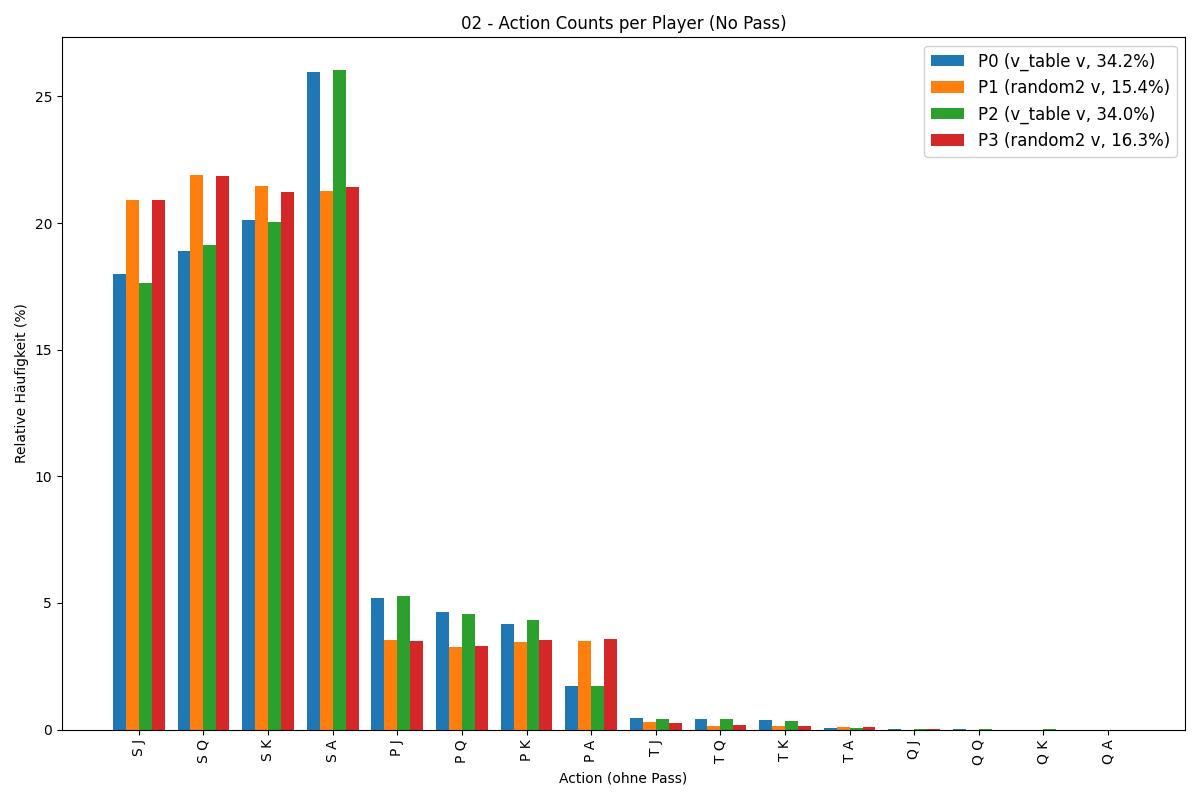 02 - Action Counts per Player (No Pass)
P0 (v_table v, 34.2%)
P1 (random2 v, 15.4%)
P2 (v_table v, 34.0%)
P3 (random2 v, 16.3%)
Relative Häufigkeit (%)
25
20
15
10
5
0
S J
S Q
S K
S A
P J
P Q
P K
P A
T J
T Q
T K
T A
Q J
Q Q
Q K
Q A
Action (ohne Pass)